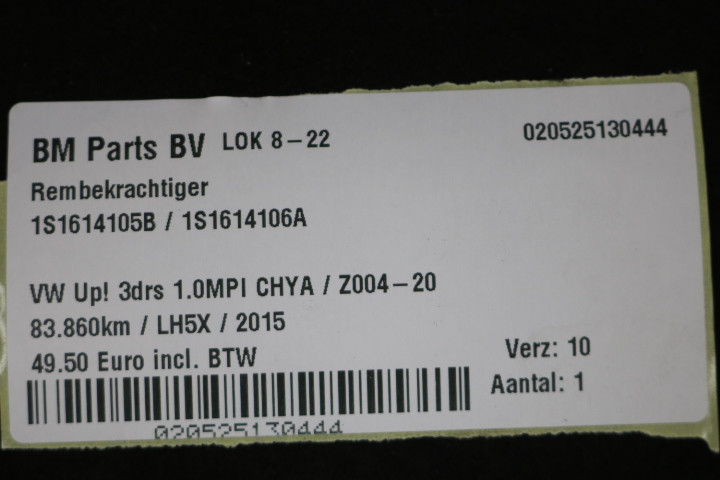 BM Parts BV LOK 8-22 020525130444
Rembekrachtiger
1S1614105B / 1S1614106A
VW Up! 3drs 1.0MPI CHYA / Z004-20
83.860km / LH5X / 2015
49.50 Euro incl. BTW
Verz: 10
Aantal: 1
020525130444